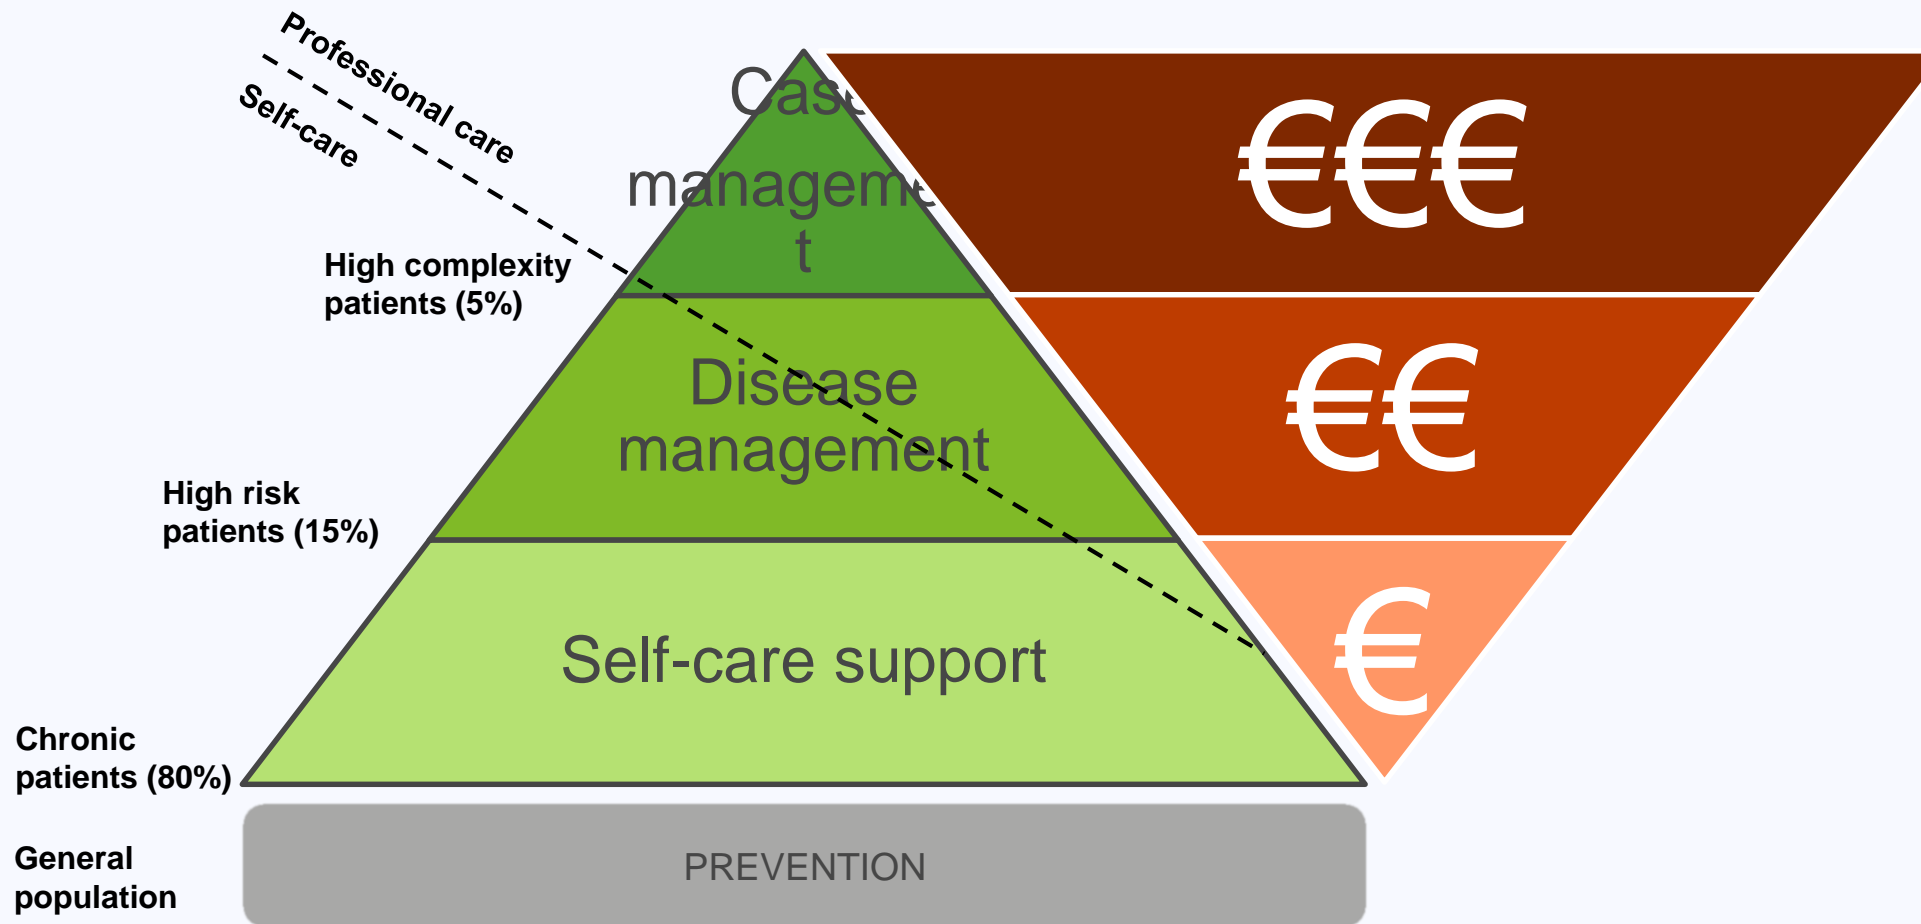 Professional care
Self-care
Case
manageme
t
€€€
High complexity
patients (5%)
Disease
management
€€
High risk
patients (15%)
Self-care support
€
Chronic
patients (80%)
PREVENTION
General
population